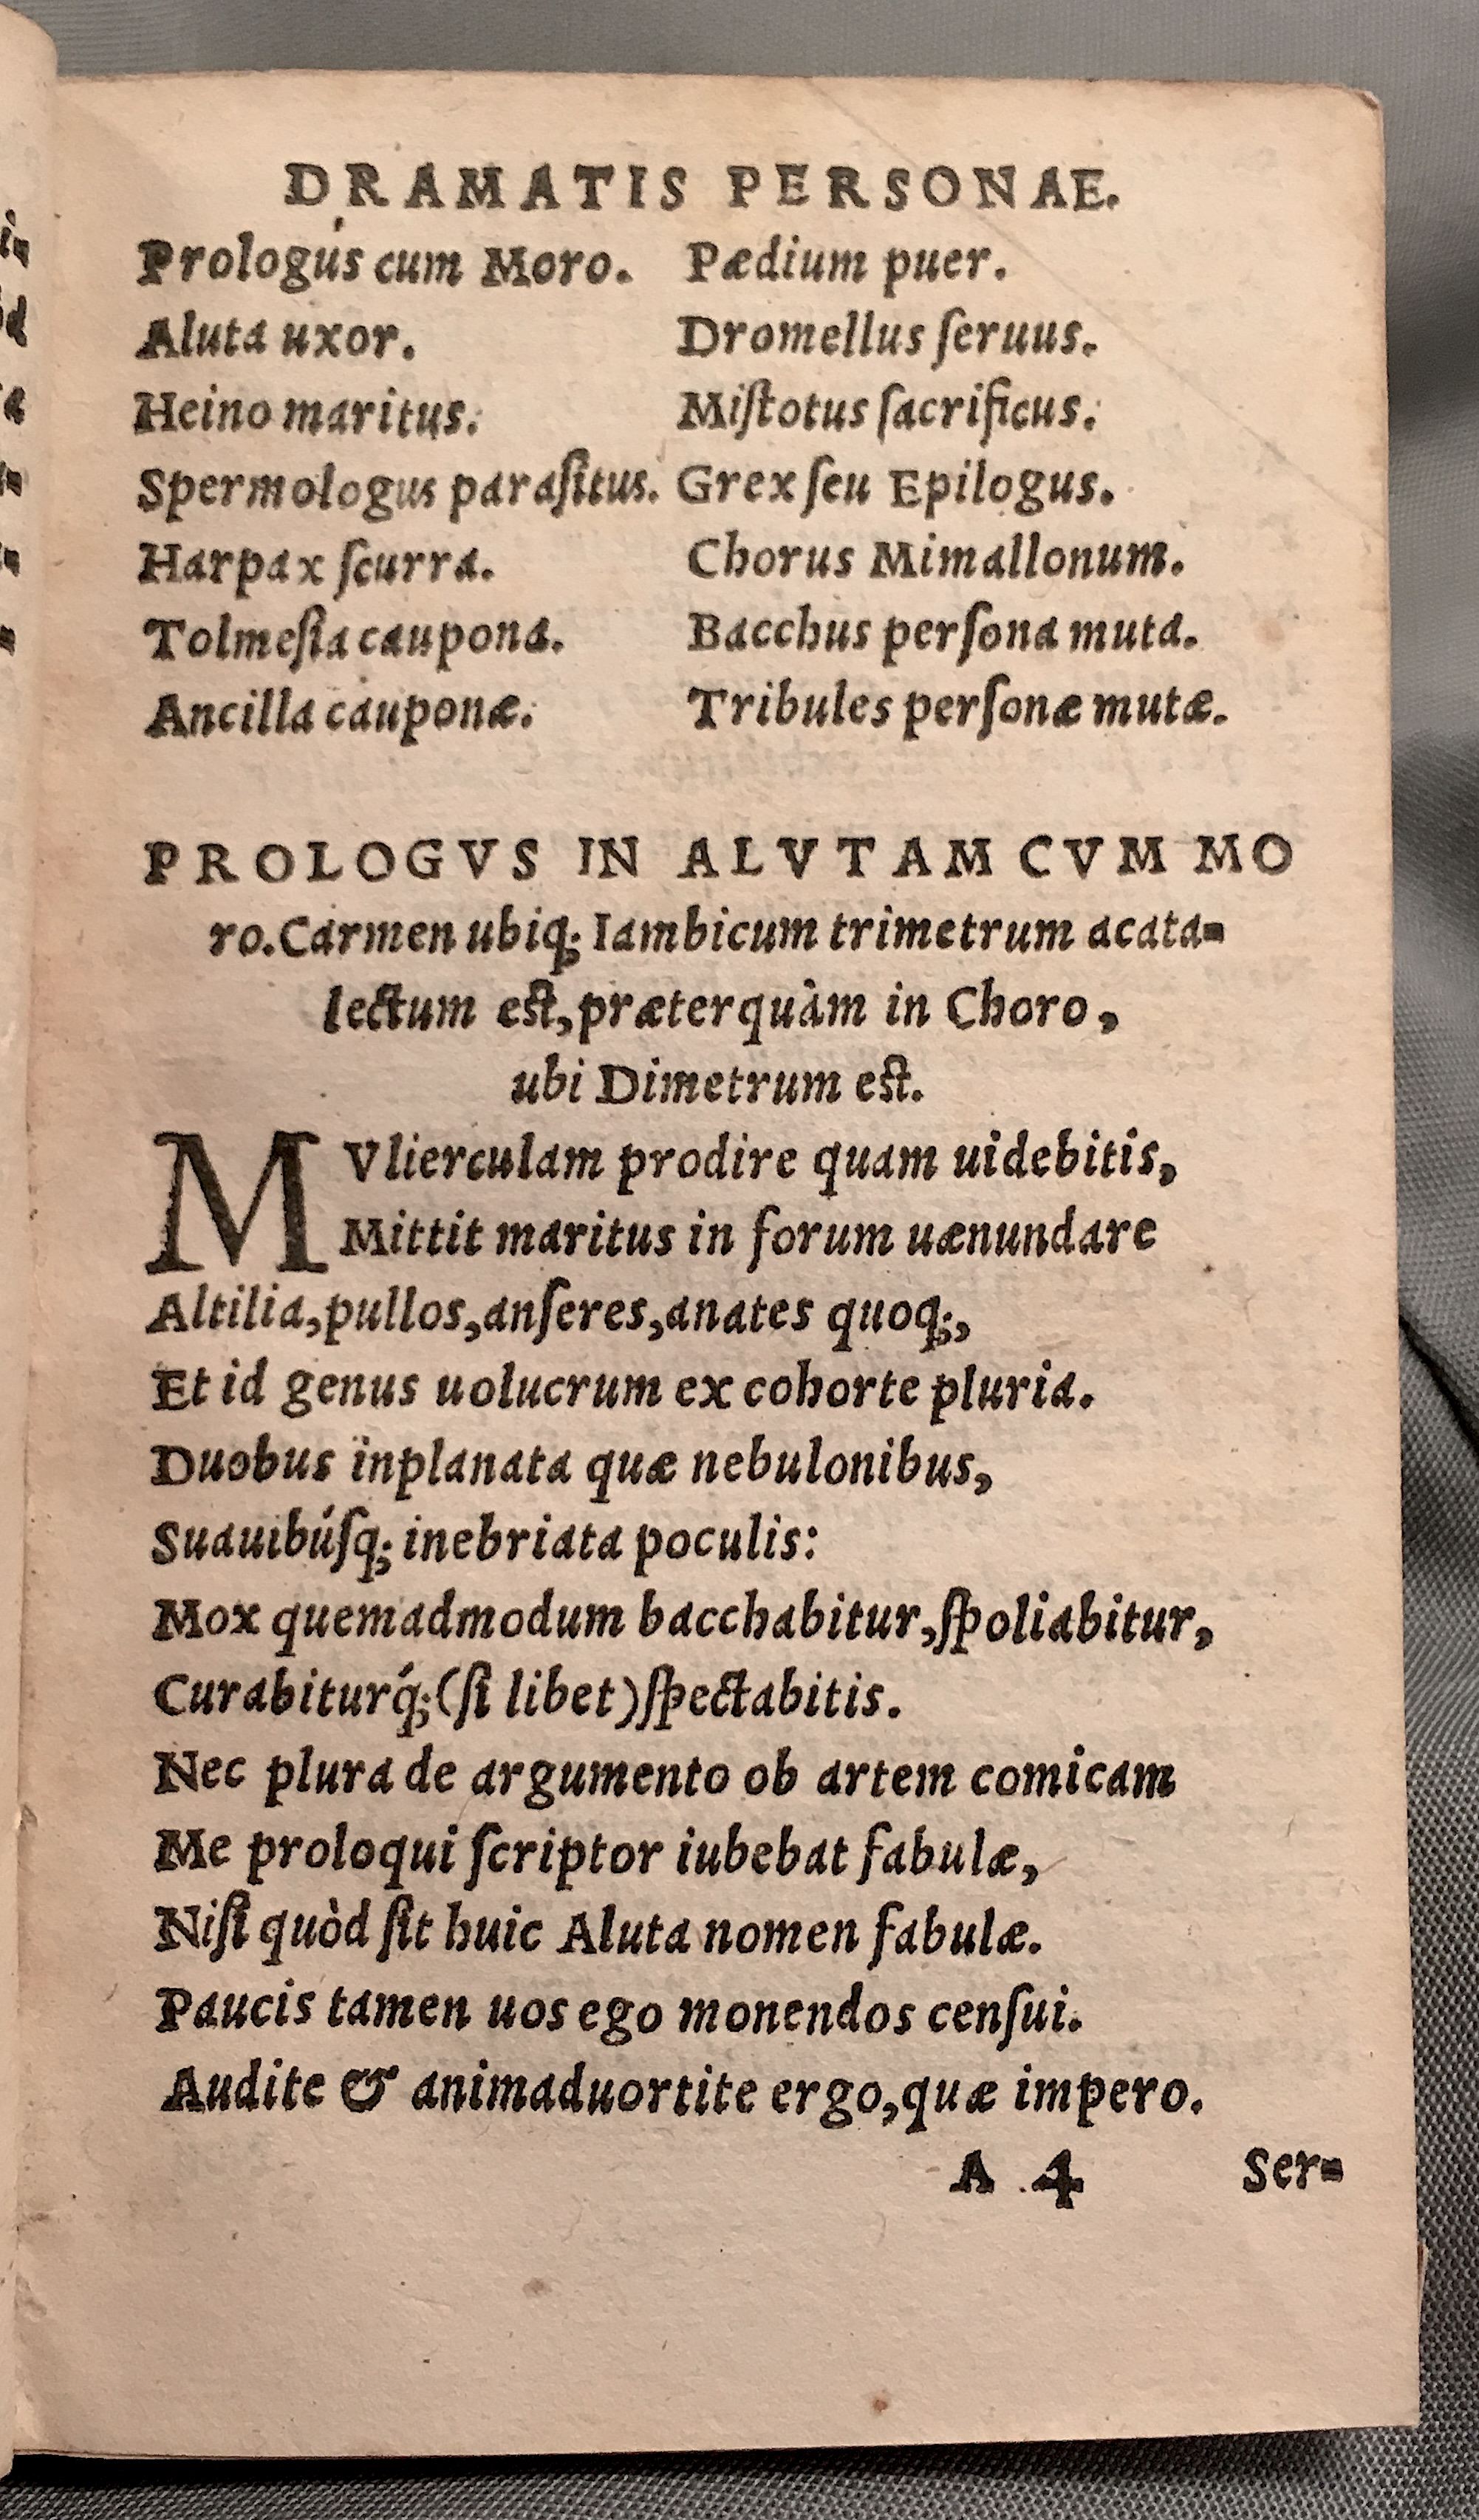 DRAMATIS PERSONAE.
Prologus cum Moro.
Aluta uxor.
Heino maritus.
Spermologus paraſitus.
Harpax ſcurra.
Tolmeſia caupona.
Ancilla cauponæ.
Pædium puer.
Dromellus ſeruus.
Miſtotus ſacrificus.
Grex ſeu Epilogus.
Chorus Mimallonum.
Bacchus perſona muta.
Tribules perſonæ mutæ.
PROLOGVS IN ALVTAM CVM MO
ro. Carmen ubiq; Iambicum trimetrum acata-
lectum eſt, præterquàm in Choro,
ubi Dimetrum eſt.
MVlierculam prodire quam uidebitis,
Mittit maritus in forum uænundare
Altilia, pullos, anſeres, anates quoq;,
Et id genus uolucrum ex cohorte pluria.
Duobus inplanata quæ nebulonibus,
Suauibúſq; inebriata poculis:
Mox quemadmodum bacchabitur, ſpoliabitur,
Curabiturq́; (ſi libet) ſpectabitis.
Nec plura de argumento ob artem comicam
Me proloqui ſcriptor iubebat fabulæ,
Niſi quòd ſit huic Aluta nomen fabulæ.
Paucis tamen uos ego monendos cenſui.
Audite & animaduortite ergo, quæ impero.
A 4
Ser-